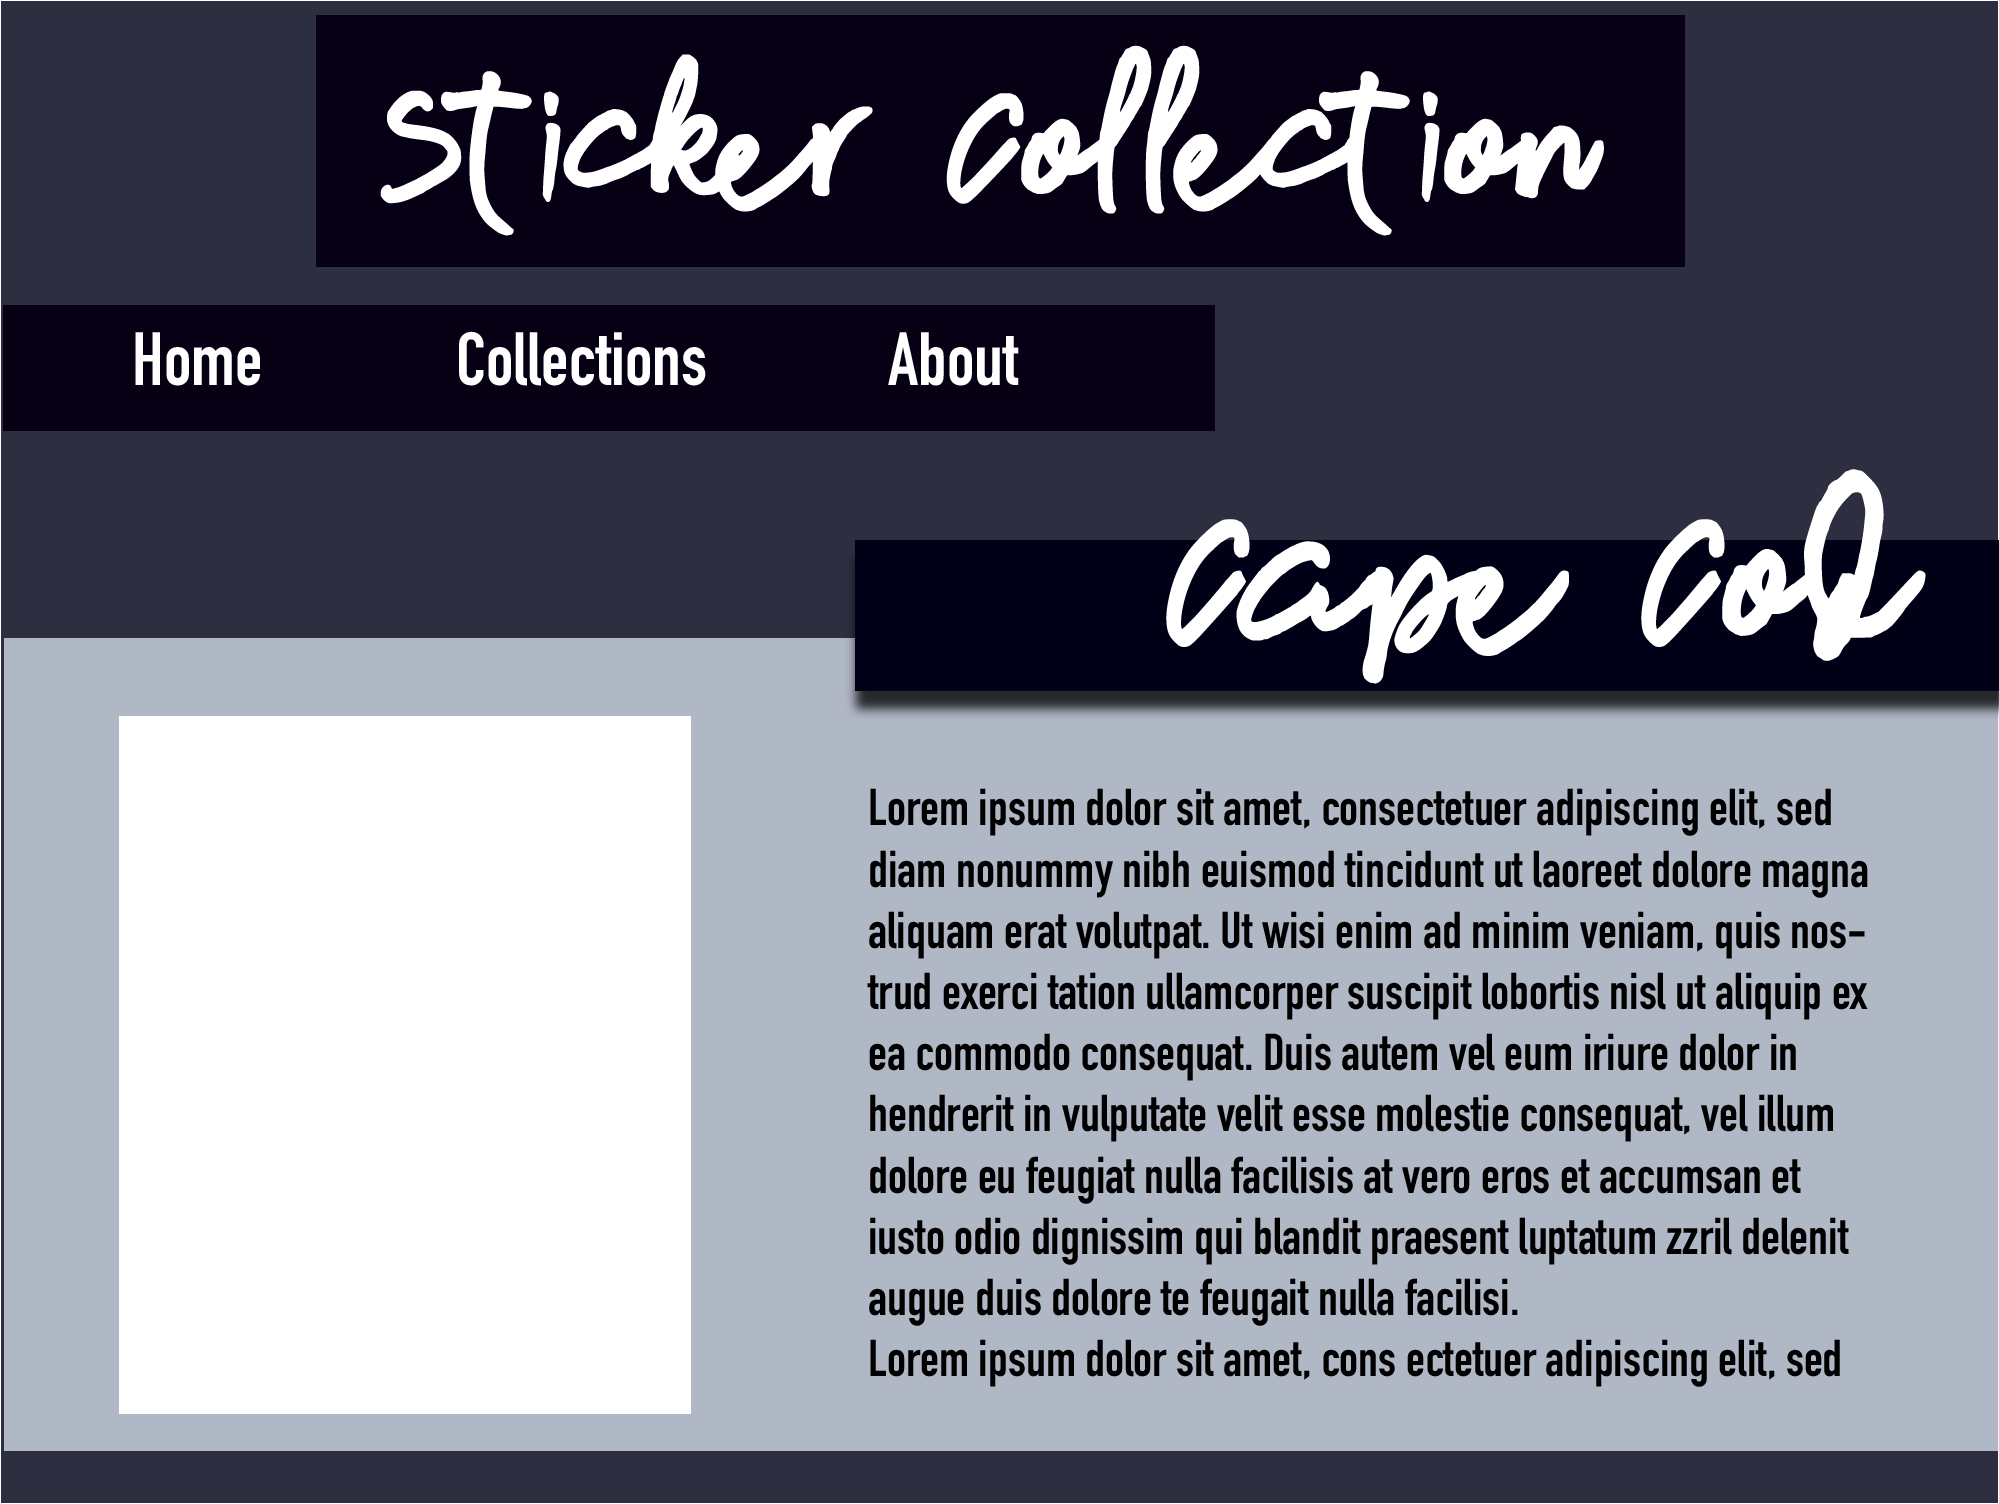 sticker collection
Home Collections About
cape cod
Lorem ipsum dolor sit amet, consectetuer adipiscing elit, sed
diam nonummy nibh euismod tincidunt ut laoreet dolore magna
aliquam erat volutpat. Ut wisi enim ad minim veniam, quis nos-
trud exerci tation ullamcorper suscipit lobortis nisl ut aliquip ex
ea commodo consequat. Duis autem vel eum iriure dolor in
hendrerit in vulputate velit esse molestie consequat, vel illum
dolore eu feugiat nulla facilisis at vero eros et accumsan et
iusto odio dignissim qui blandit praesent luptatum zzril delenit
augue duis dolore te feugait nulla facilisi.
Lorem ipsum dolor sit amet, cons ectetuer adipiscing elit, sed